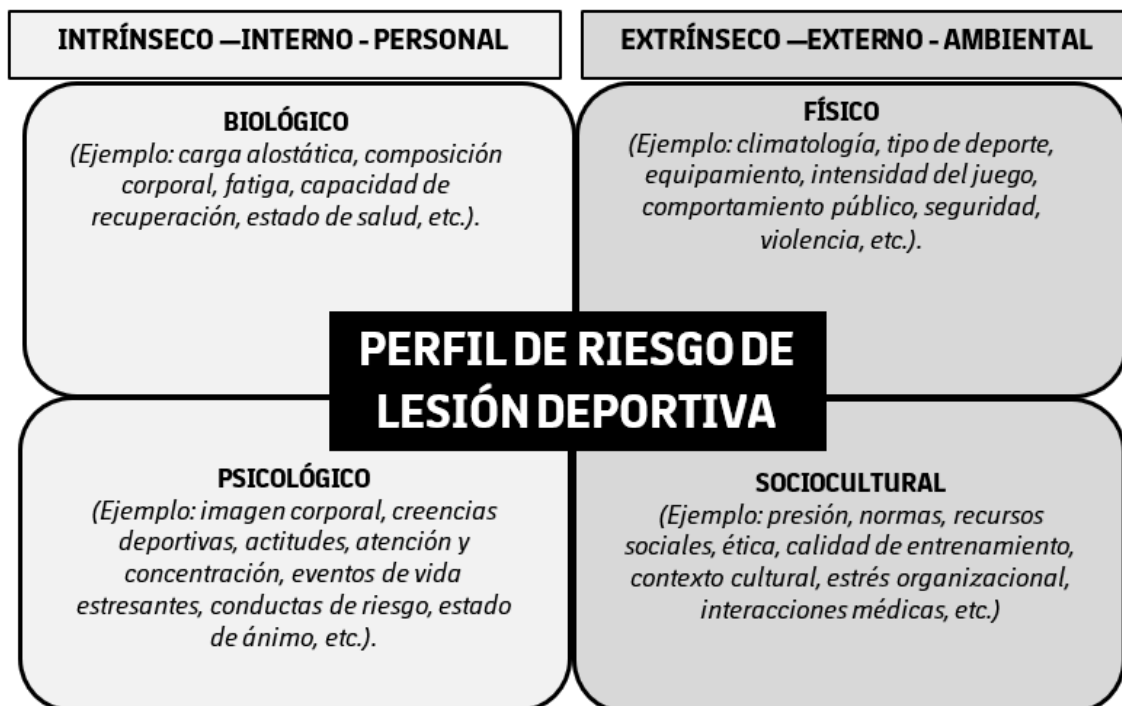 INTRÍNSECO —INTERNO - PERSONAL
EXTRÍNSECO —EXTERNO - AMBIENTAL
BIOLÓGICO
(Ejemplo: carga alostática, composición
corporal, fatiga, capacidad de
recuperación, estado de salud, etc.).
FÍSICO
(Ejemplo: climatología, tipo de deporte,
equipamiento, intensidad del juego,
comportamiento público, seguridad,
violencia, etc.).
PERFIL DE RIESGO DE
LESIÓN DEPORTIVA
PSICOLÓGICO
(Ejemplo: imagen corporal, creencias
deportivas, actitudes, atención y
concentración, eventos de vida
estresantes, conductas de riesgo, estado
de ánimo, etc.).
SOCIOCULTURAL
(Ejemplo: presión, normas, recursos
sociales, ética, calidad de entrenamiento,
contexto cultural, estrés organizacional,
interacciones médicas, etc.)